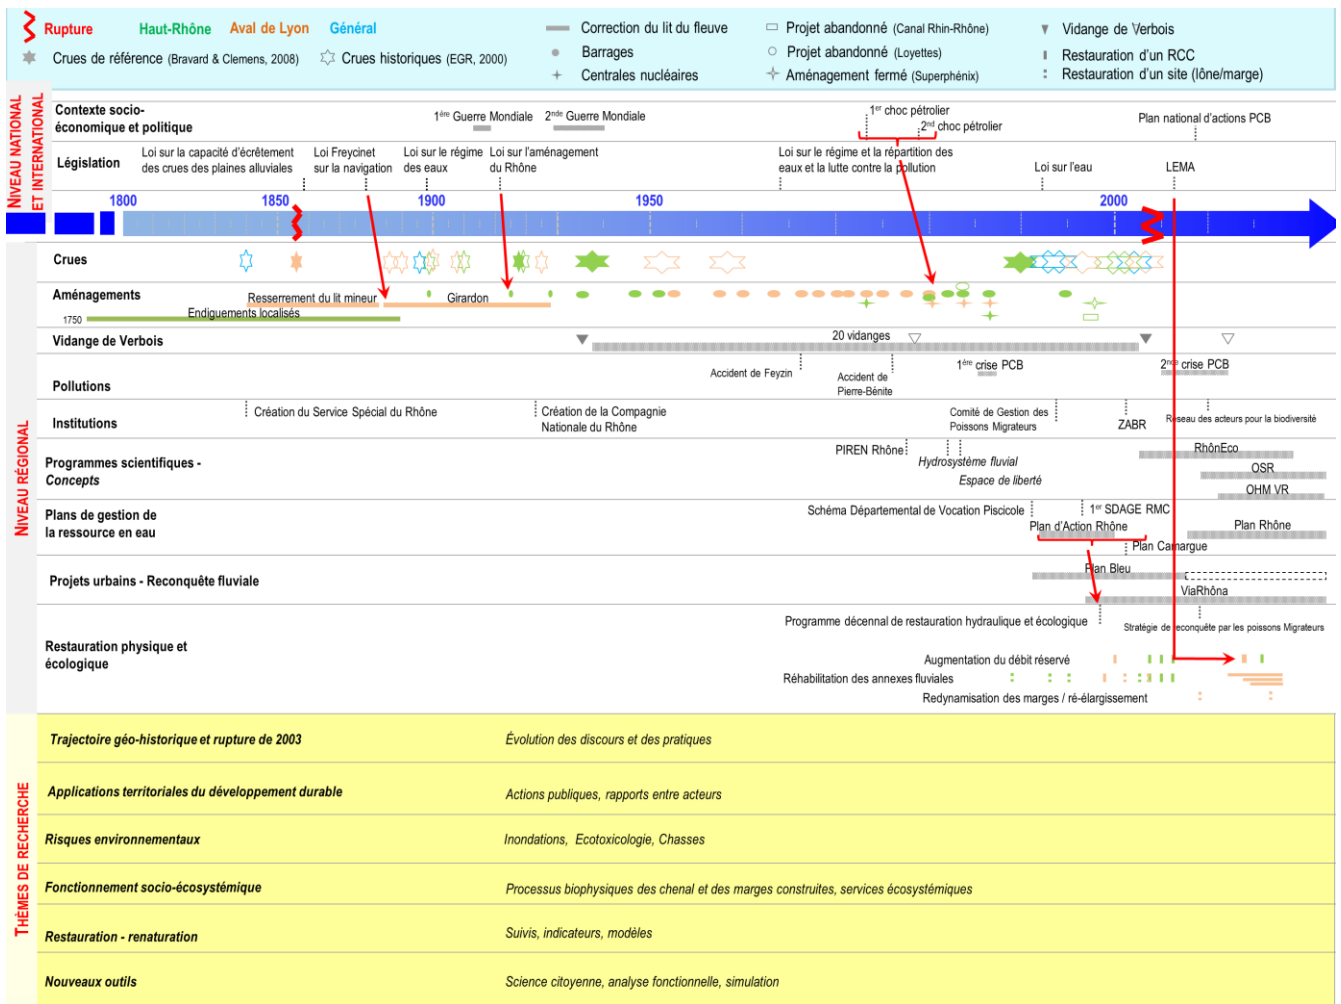 Rupture
Haut-Rhône
Aval de Lyon
Général
Crues de référence (Bravard & Clemens, 2008)
Crues historiques (EGR, 2000)
Correction du lit du fleuve
Barrages
Centrales nucléaires
Projet abandonné (Canal Rhin-Rhône)
Projet abandonné (Loyettes)
Aménagement fermé (Superphénix)
Vidange de Verbois
Restauration d'un RCC
Restauration d'un site (lône/marge)
NIVEAU NATIONAL
ET INTERNATIONAL
Contexte socio-
économique et politique
1ère Guerre Mondiale
2nde Guerre Mondiale
1er choc pétrolier
2nd choc pétrolier
Plan national d'actions PCB
Législation
Loi sur la capacité d'écrêtement
des crues des plaines alluviales
Loi Freycinet
sur la navigation
Loi sur le régime
des eaux
Loi sur l'aménagement
du Rhône
Loi sur le régime et la répartition des
eaux et la lutte contre la pollution
Loi sur l'eau
LEMA
1800
1850
1900
1950
2000
NIVEAU RÉGIONAL
Crues
Aménagements
Resserrement du lit mineur
Girardon
Endiguements localisés
1750
Vidange de Verbois
20 vidanges
Pollutions
Accident de Feyzin
Accident de
Pierre-Bénite
1ère crise PCB
2nde crise PCB
Institutions
Création du Service Spécial du Rhône
Création de la Compagnie
Nationale du Rhône
Comité de Gestion des
Poissons Migrateurs
ZABR
Réseau des acteurs pour la biodiversité
Programmes scientifiques -
Concepts
PIREN Rhône
Hydrosystème fluvial
Espace de liberté
RhônEco
OSR
OHM VR
Plans de gestion de
la ressource en eau
Schéma Départemental de Vocation Piscicole
1er SDAGE RMC
Plan d'Action Rhône
Plan Rhône
Plan Camargue
Projets urbains - Reconquête fluviale
Plan Bleu
ViaRhôna
Restauration physique et
écologique
Programme décennal de restauration hydraulique et écologique
Stratégie de reconquête par les poissons Migrateurs
Augmentation du débit réservé
Réhabilitation des annexes fluviales
Redynamisation des marges / ré-élargissement
THÈMES DE RECHERCHE
Trajectoire géo-historique et rupture de 2003
Évolution des discours et des pratiques
Applications territoriales du développement durable
Actions publiques, rapports entre acteurs
Risques environnementaux
Inondations, Ecotoxicologie, Chasses
Fonctionnement socio-écosystémique
Processus biophysiques des chenal et des marges construites, services écosystémiques
Restauration - renaturation
Suivis, indicateurs, modèles
Nouveaux outils
Science citoyenne, analyse fonctionnelle, simulation